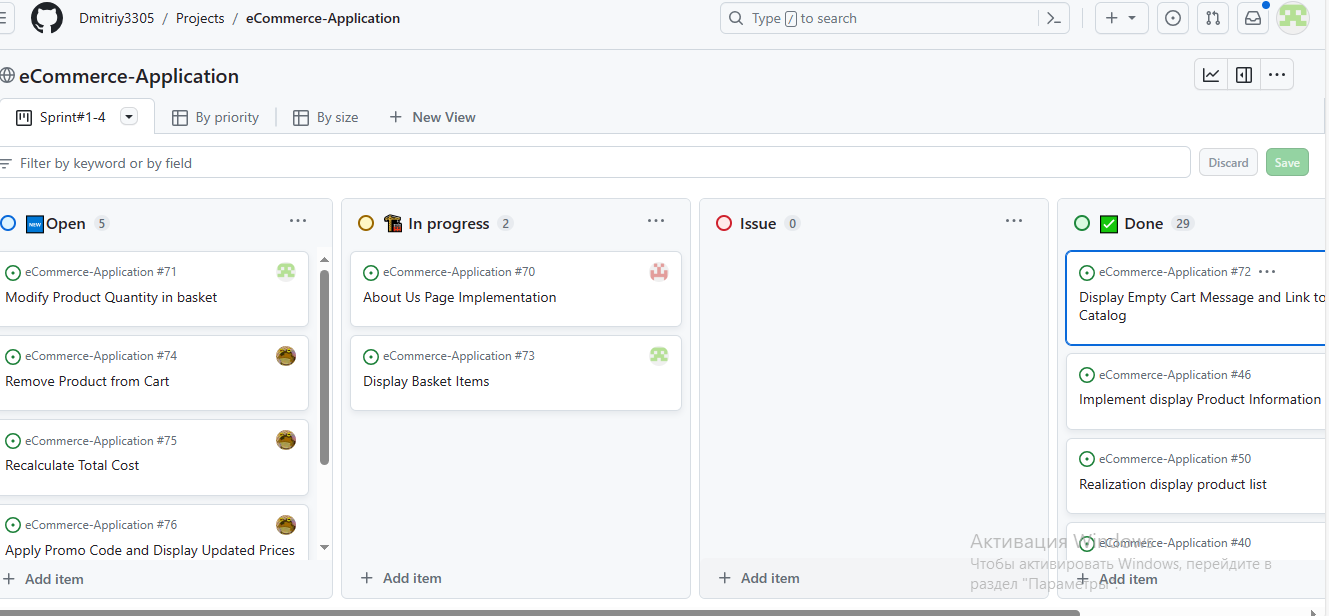 Dmitriy3305 / Projects / eCommerce-Application
Type / to search
eCommerce-Application
Sprint#1-4
By priority
By size
New View
Filter by keyword or by field
Discard
Save
NEW Open 5
eCommerce-Application #71
Modify Product Quantity in basket
eCommerce-Application #74
Remove Product from Cart
eCommerce-Application #75
Recalculate Total Cost
eCommerce-Application #76
Apply Promo Code and Display Updated Prices
Add item
In progress 2
eCommerce-Application #70
About Us Page Implementation
eCommerce-Application #73
Display Basket Items
Add item
Issue 0
Add item
Done 29
eCommerce-Application #72
Display Empty Cart Message and Link to
Catalog
eCommerce-Application #46
Implement display Product Information
eCommerce-Application #50
Realization display product list
eCommerce-Application #40
Add item
Активация Windows
Чтобы активировать Windows, перейдите в
раздел "Параметры".